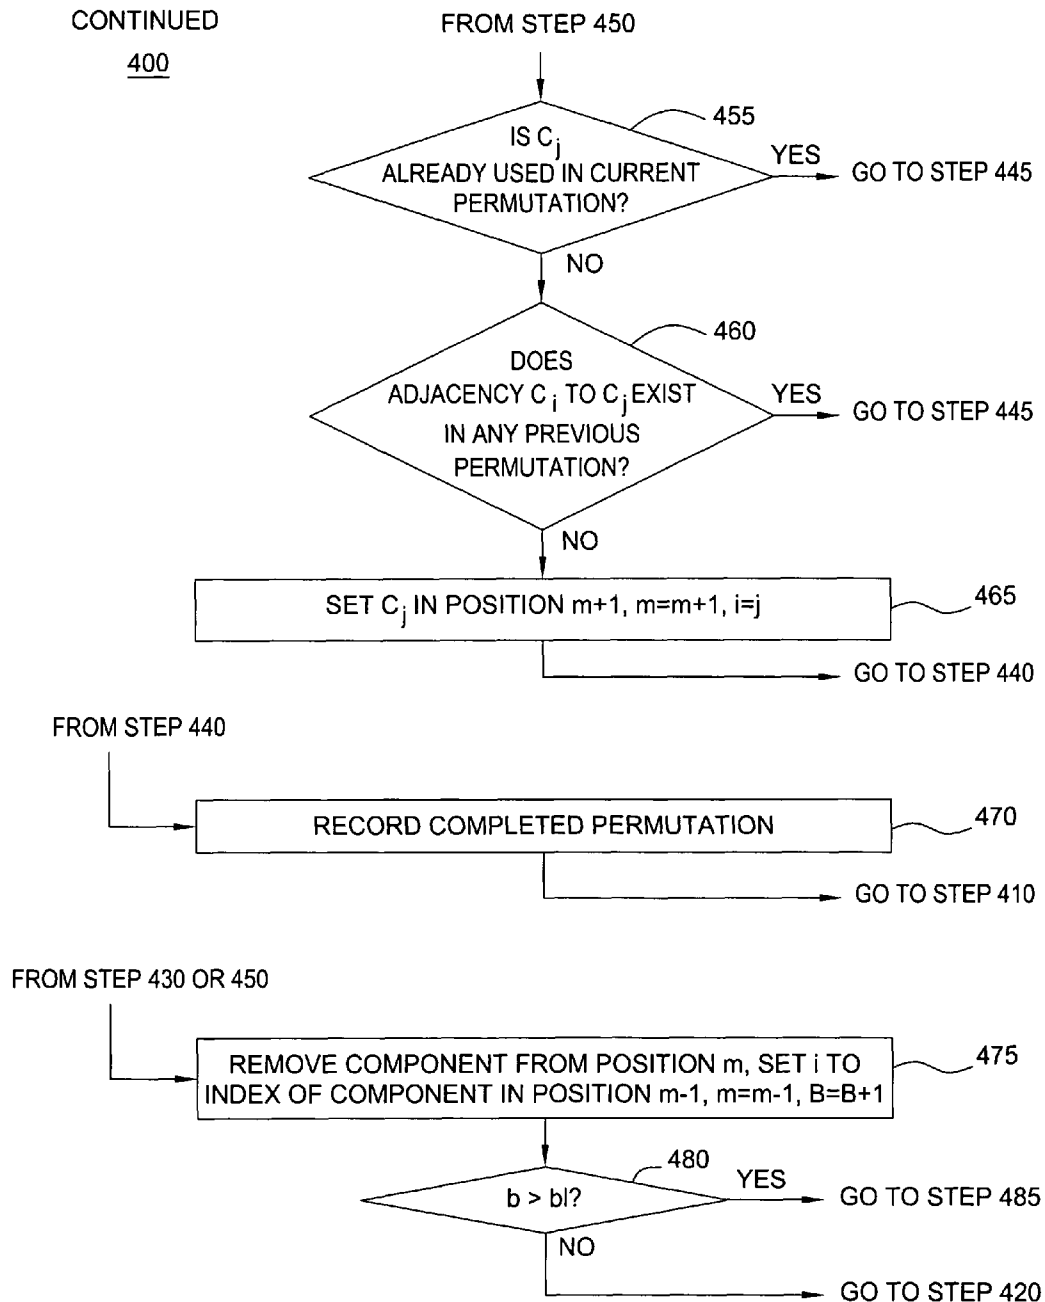 CONTINUED
400
FROM STEP 450
455
IS Cj
ALREADY USED IN CURRENT
PERMUTATION?
YES
GO TO STEP 445
NO
460
DOES
ADJACENCY Ci TO Cj EXIST
IN ANY PREVIOUS
PERMUTATION?
YES
GO TO STEP 445
NO
SET Cj IN POSITION m+1, m=m+1, i=j
465
GO TO STEP 440
FROM STEP 440
RECORD COMPLETED PERMUTATION
470
GO TO STEP 410
FROM STEP 430 OR 450
REMOVE COMPONENT FROM POSITION m, SET i TO
INDEX OF COMPONENT IN POSITION m-1, m=m-1, B=B+1
475
480
b > bl?
YES
GO TO STEP 485
NO
GO TO STEP 420